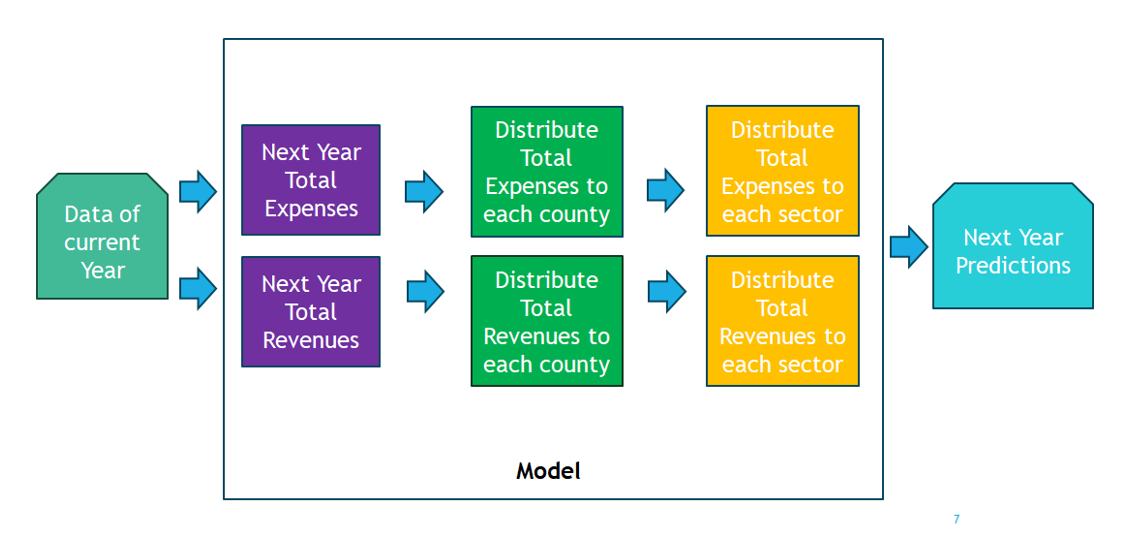 Data of
current
Year
Next Year
Total
Expenses
Distribute
Total
Expenses to
each county
Distribute
Total
Expenses to
each sector
Next Year
Total
Revenues
Distribute
Total
Revenues to
each county
Distribute
Total
Revenues to
each sector
Next Year
Predictions
Model
7